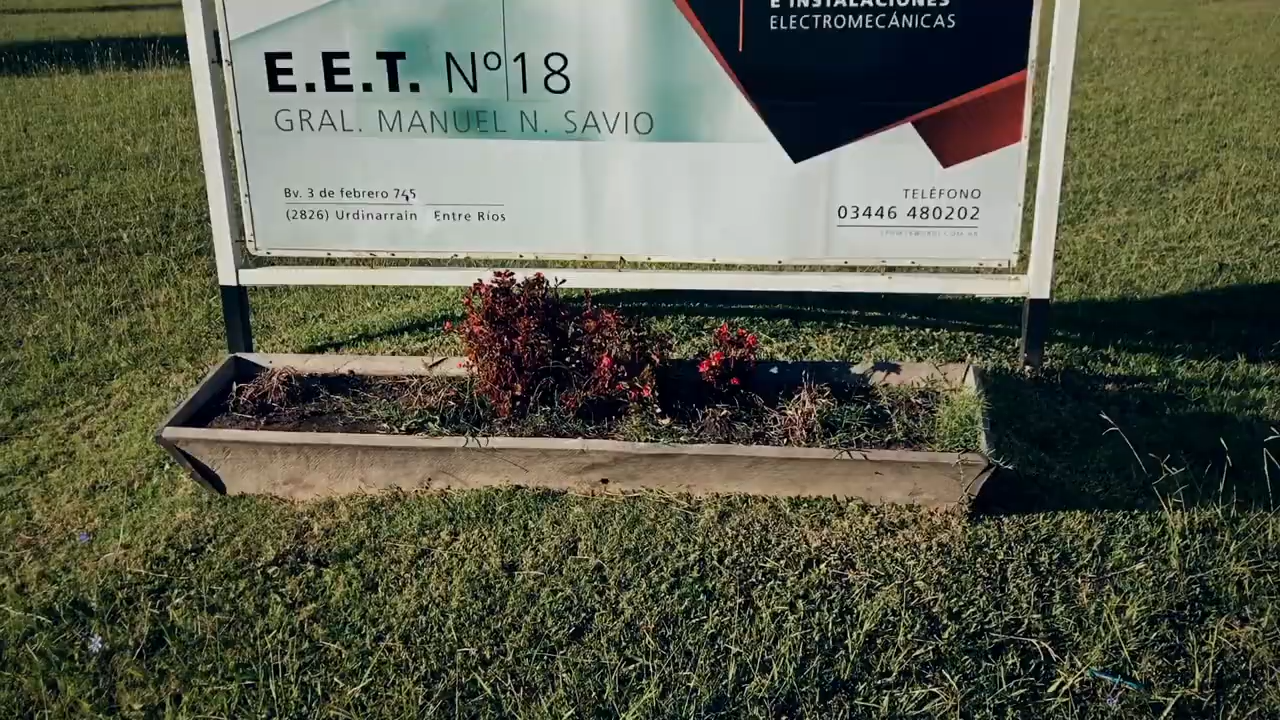 E INSTALACIONES
ELECTROMECÁNICAS
E.E.T. Nº18
GRAL. MANUEL N. SAVIO
Bv. 3 de febrero 745
(2826) Urdinarrain Entre Ríos
TELÉFONO
03446 480202